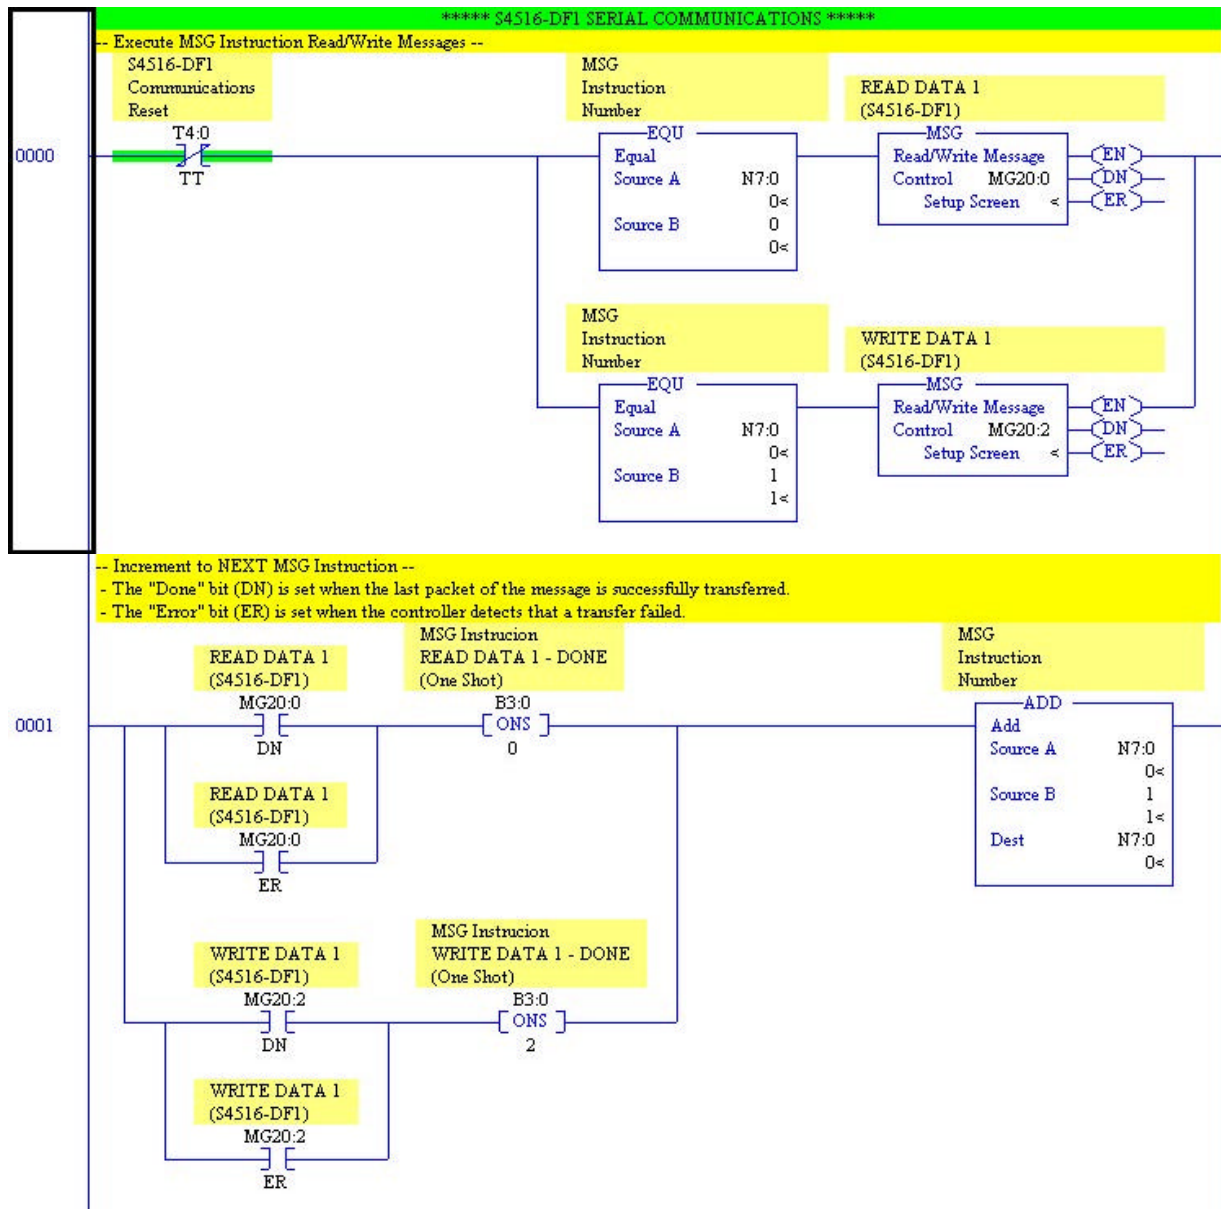 ***** S4516-DF1 SERIAL COMMUNICATIONS *****
-- Execute MSG Instruction Read/Write Messages --
S4516-DF1
Communications
Reset
T4:0
TT
0000
MSG
Instruction
Number
EQU
Equal
Source A N7:0
0<
Source B 0
0<
READ DATA 1
(S4516-DF1)
MSG
Read/Write Message
Control MG20:0
Setup Screen <
EN
DN
ER
MSG
Instruction
Number
EQU
Equal
Source A N7:0
0<
Source B 1
1<
WRITE DATA 1
(S4516-DF1)
MSG
Read/Write Message
Control MG20:2
Setup Screen <
EN
DN
ER
-- Increment to NEXT MSG Instruction --
- The "Done" bit (DN) is set when the last packet of the message is successfully transferred.
- The "Error" bit (ER) is set when the controller detects that a transfer failed.
0001
READ DATA 1
(S4516-DF1)
MG20:0
DN
MSG Instrucion
READ DATA 1 - DONE
(One Shot)
B3:0
ONS
0
MSG
Instruction
Number
ADD
Add
Source A N7:0
0<
Source B 1
1<
Dest N7:0
0<
READ DATA 1
(S4516-DF1)
MG20:0
ER
WRITE DATA 1
(S4516-DF1)
MG20:2
DN
MSG Instrucion
WRITE DATA 1 - DONE
(One Shot)
B3:0
ONS
2
WRITE DATA 1
(S4516-DF1)
MG20:2
ER